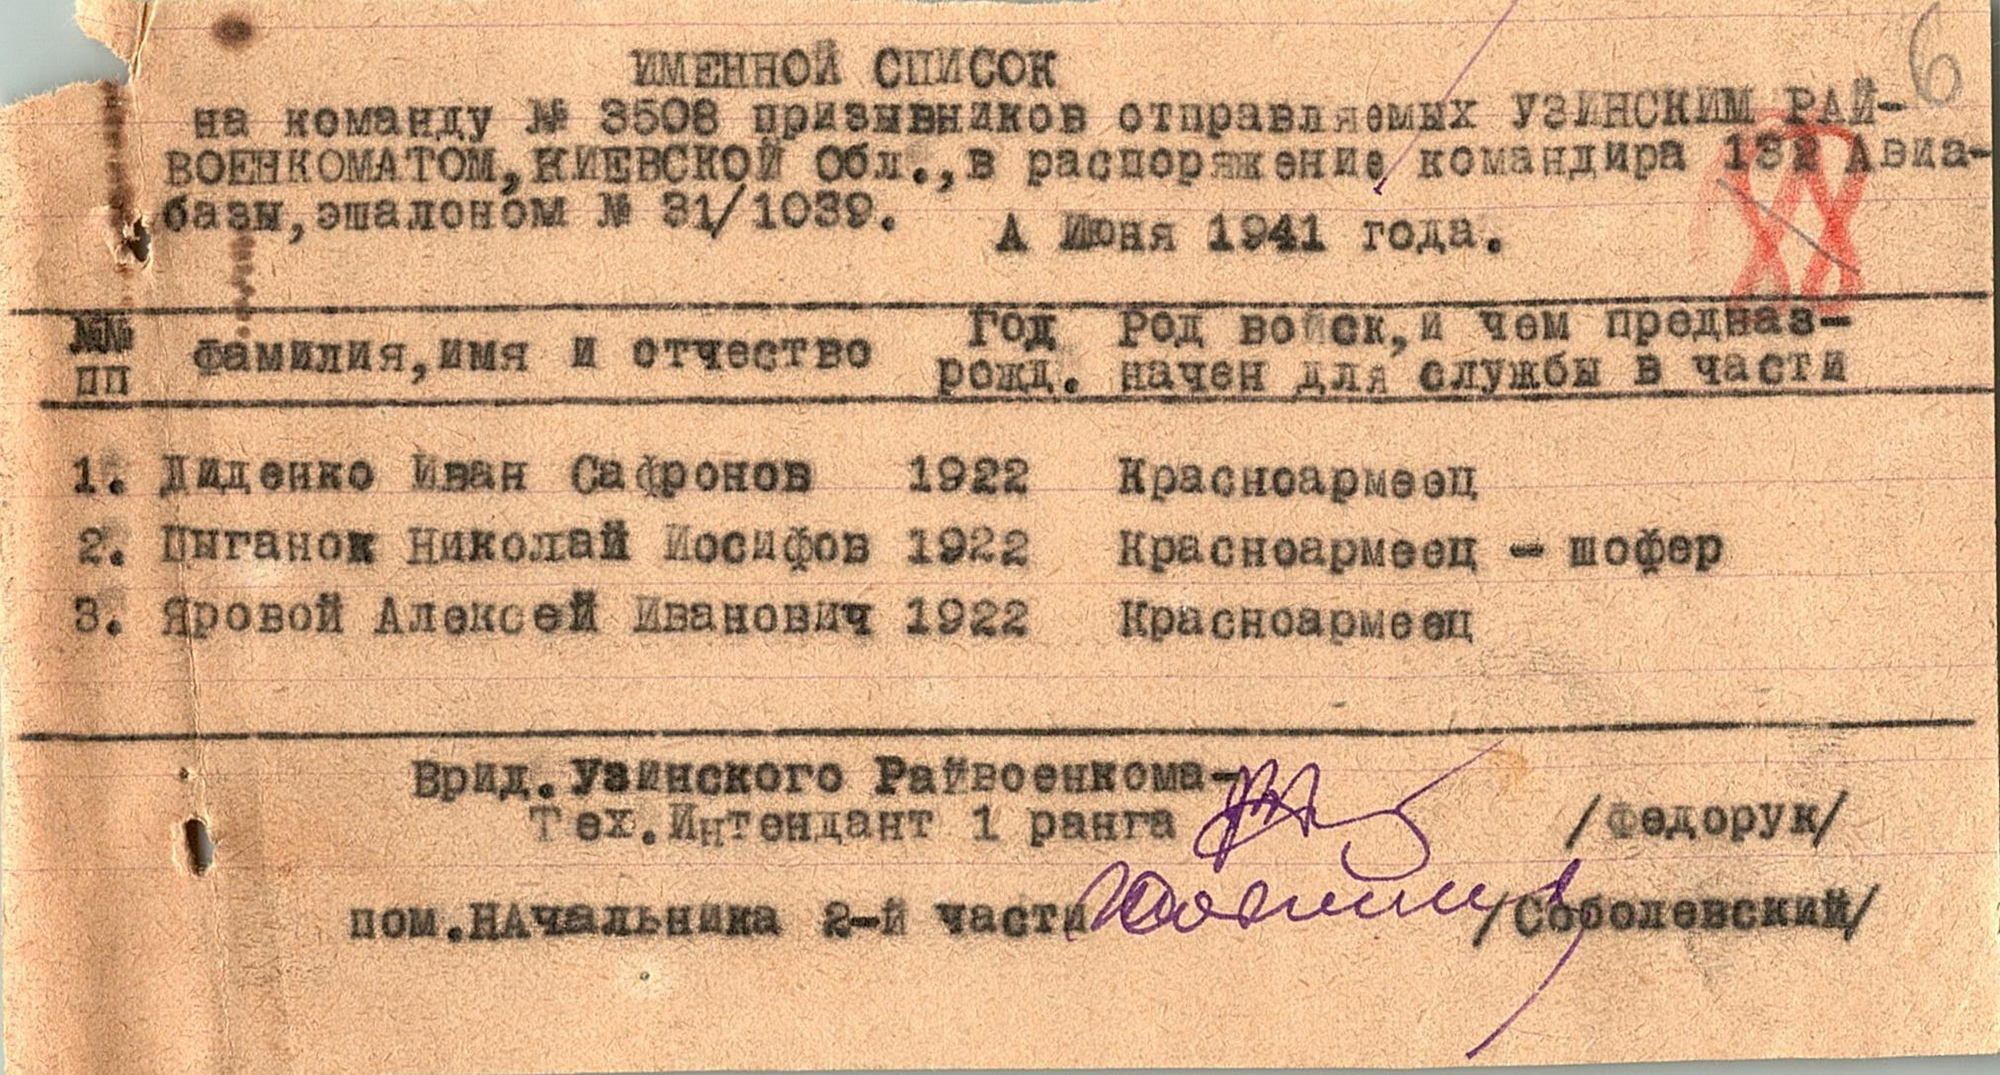 6
ИМЕННОЙ СПИСОК
на команду № 3508 призывников отправляемых УЗИНСКИМ РАЙ-
ВОЕНКОМАТОМ, КИЕВСКОЙ Обл., в распоряжение командира 132 Авиа-
базы, эшалоном № 31/1039.
А Июня 1941 года.
№№ пп
Фамилия, имя и отчество
Год рожд.
Род войск, и чем предназ-
начен для службы в части
1. Диденко Иван Сафронов 1922 Красноармеец
2. Цыганок Николай Иосифов 1922 Красноармеец - шофер
3. Яровой Алексей Иванович 1922 Красноармеец
Врид. Узинского Райвоенкома-
Тех. Интендант 1 ранга /Федорук/
пом. НАчальника 2-й части /Соболевский/